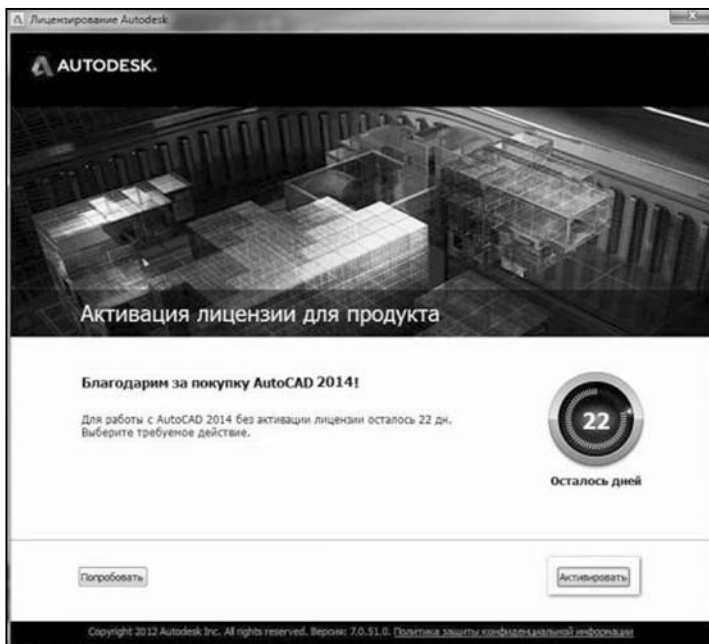 Лицензирование Autodesk
AUTODESK.
Активация лицензии для продукта
Благодарим за покупку AutoCAD 2014!
Для работы с AutoCAD 2014 без активации лицензии осталось 22 дн.
Выберите требуемое действие.
22
Осталось дней
Попробовать
Активировать
Copyright 2012 Autodesk Inc. All rights reserved. Версия: 7.0.51.0. Политика защиты конфиденциальной информации